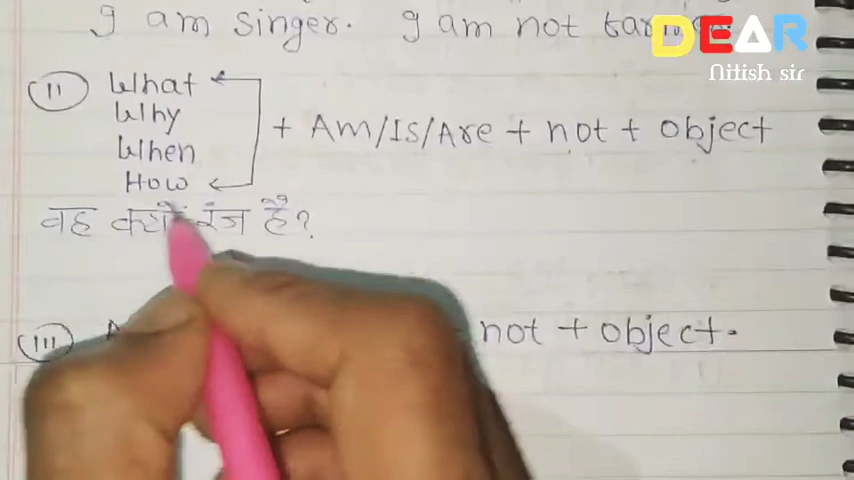 I am singer. I am not
DEAR
Nitish sir
(II) What
Why
When
How
+ Am/Is/Are + not + object
वह क्यों रंज है?
(III)
not + object.